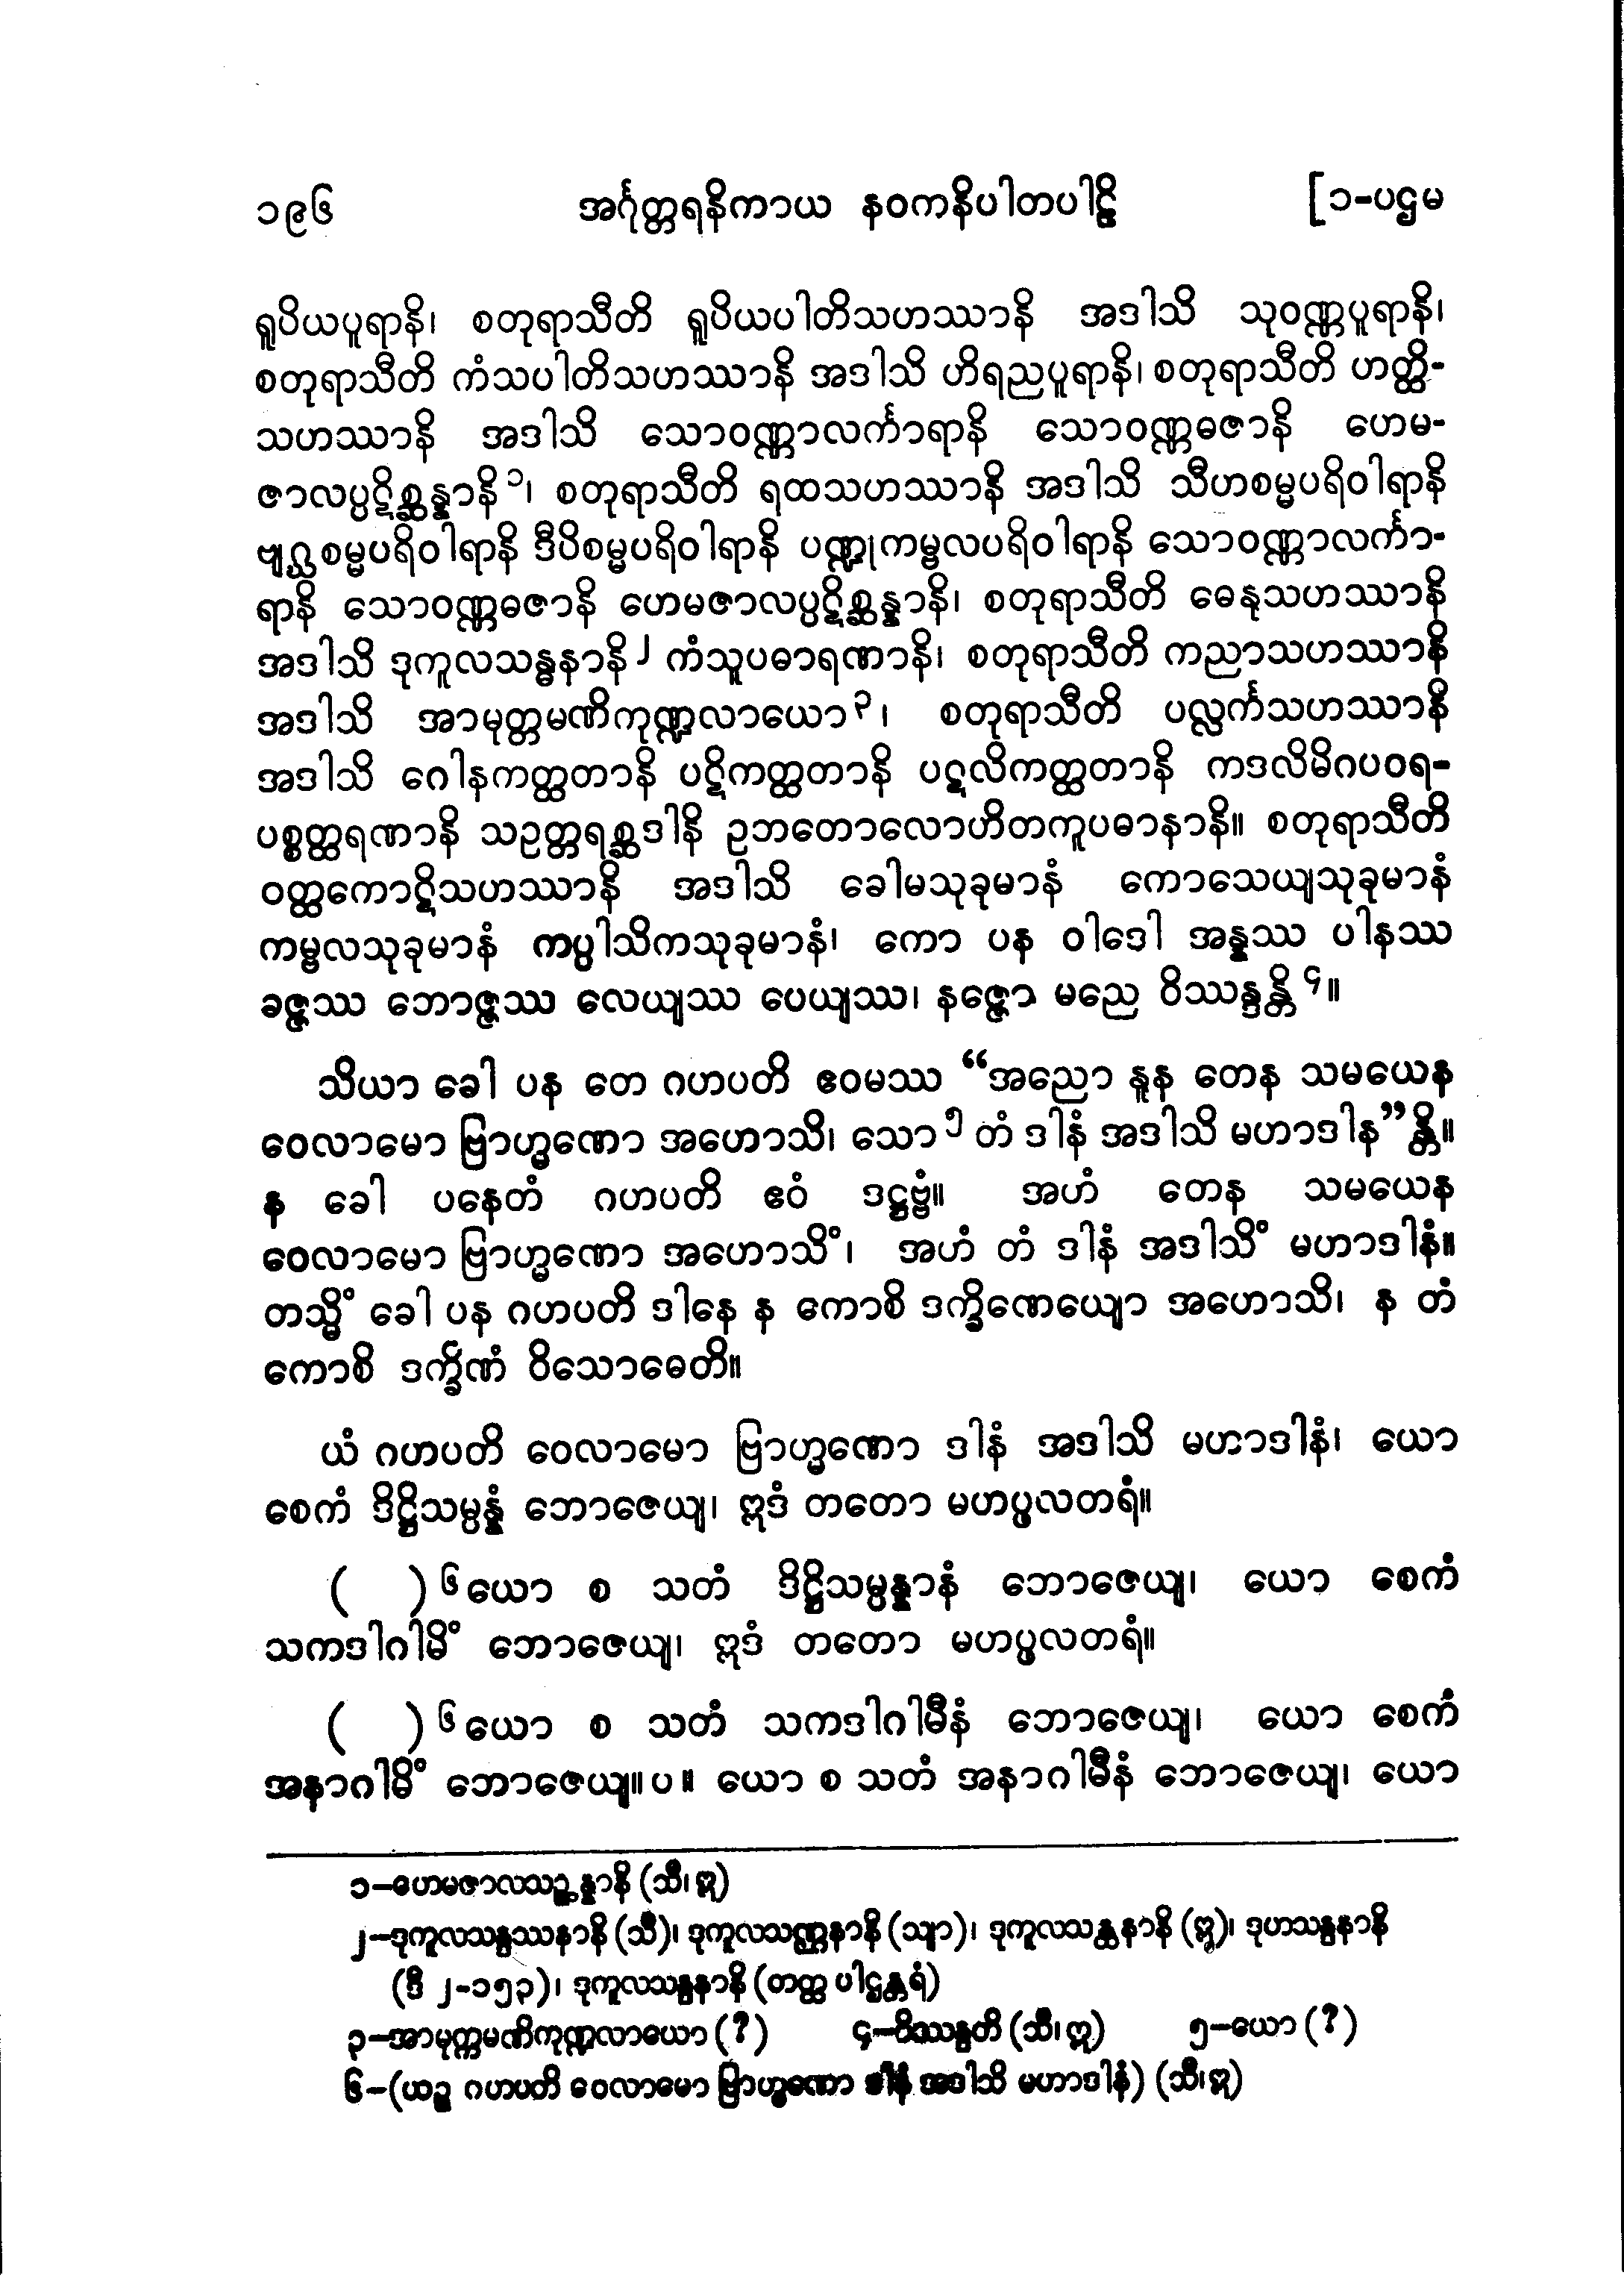 ၁၉၆ အင်္ဂုတ္တရနိကာယ နဝကနိပါတပါဠိ [၁-ပဌမ
ရူပိယပူရာနိ၊ စတုရာသီတိ ရူပိယပါတိသဟဿာနိ အဒါသိ သုဝဏ္ဏပူရာနိ၊
စတုရာသီတိ ကံသပါတိသဟဿာနိ အဒါသိ ဟိရညပူရာနိ၊ စတုရာသီတိ ဟတ္ထိ-
သဟဿာနိ အဒါသိ သောဝဏ္ဏာလင်္ကာရာနိ သောဝဏ္ဏဓဇာနိ ဟေမ-
ဇာလပ္ပဋိစ္ဆန္နာနိ ၁၊ စတုရာသီတိ ရထသဟဿာနိ အဒါသိ သီဟစမ္မပရိဝါရာနိ
ဗျဂ္ဃစမ္မပရိဝါရာနိ ဒီပိစမ္မပရိဝါရာနိ ပဏ္ဍုကမ္ဗလပရိဝါရာနိ သောဝဏ္ဏာလင်္ကာ-
ရာနိ သောဝဏ္ဏဓဇာနိ ဟေမဇာလပ္ပဋိစ္ဆန္နာနိ၊ စတုရာသီတိ ဓေနုသဟဿာနိ
အဒါသိ ဒုကူလသန္ဓနာနိ ၂ ကံသူပဓာရဏာနိ၊ စတုရာသီတိ ကညာသဟဿာနိ
အဒါသိ အာမုတ္တမဏိကုဏ္ဍလာယော ၃၊ စတုရာသီတိ ပလ္လင်္ကသဟဿာနိ
အဒါသိ ဂေါနကတ္ထတာနိ ပဋိကတ္ထတာနိ ပဋလိကတ္ထတာနိ ကဒလိမိဂပဝရ-
ပစ္စတ္ထရဏာနိ သဥတ္တရစ္ဆဒါနိ ဥဘတောလောဟိတကူပဓာနာနိ။ စတုရာသီတိ
ဝတ္ထကောဋိသဟဿာနိ အဒါသိ ခေါမသုခုမာနံ ကောသေယျသုခုမာနံ
ကမ္ဗလသုခုမာနံ ကပ္ပါသိကသုခုမာနံ၊ ကော ပန ဝါဒေါ အန္နဿ ပါနဿ
ခဇ္ဇဿ ဘောဇ္ဇဿ လေယျဿ ပေယျဿ၊ နဇ္ဇော မညေ ဝိဿန္ဒန္တိ ၄။
သိယာ ခေါ ပန တေ ဂဟပတိ ဧဝမဿ “အညော နူန တေန သမယေန
ဝေလာမော ဗြာဟ္မဏော အဟောသိ၊ သော ၅ တံ ဒါနံ အဒါသိ မဟာဒါန”န္တိ။
န ခေါ ပနေတံ ဂဟပတိ ဧဝံ ဒဋ္ဌဗ္ဗံ။ အဟံ တေန သမယေန
ဝေလာမော ဗြာဟ္မဏော အဟောသိံ၊ အဟံ တံ ဒါနံ အဒါသိံ မဟာဒါနံ။
တသ္မိံ ခေါ ပန ဂဟပတိ ဒါနေ န ကောစိ ဒက္ခိဏေယျော အဟောသိ၊ န တံ
ကောစိ ဒက္ခိဏံ ဝိသောဓေတိ။
ယံ ဂဟပတိ ဝေလာမော ဗြာဟ္မဏော ဒါနံ အဒါသိ မဟာဒါနံ၊ ယော
စေကံ ဒိဋ္ဌိသမ္ပန္နံ ဘောဇေယျ၊ ဣဒံ တတော မဟပ္ဖလတရံ။
( ) ၆ ယော စ သတံ ဒိဋ္ဌိသမ္ပန္နာနံ ဘောဇေယျ၊ ယော စေကံ
သကဒါဂါမိံ ဘောဇေယျ၊ ဣဒံ တတော မဟပ္ဖလတရံ။
( ) ၆ ယော စ သတံ သကဒါဂါမီနံ ဘောဇေယျ၊ ယော စေကံ
အနာဂါမိံ ဘောဇေယျ။ပ။ ယော စ သတံ အနာဂါမီနံ ဘောဇေယျ၊ ယော
၁–ဟေမဇာလသဉ္ဆန္နာနိ (သီ၊ ဣ)
၂–ဒုကူလသန္ဒဿနာနိ (သီ)၊ ဒုကူလသဏ္ဌနာနိ (သျာ)၊ ဒုကူလသန္ထနာနိ (ဣ)၊ ဒုဟသန္ဒနာနိ
(ဒီ ၂-၁၅၃)၊ ဒုကူလသန္ဒနာနိ (တတ္ထ ပါဌန္တရံ)
၃–အာမုက္ကမဏိကုဏ္ဍလာယော (?) ၄–ဝိဿန္ဒတိ (သီ၊ ဣ) ၅–ယော (?)
၆–(ယဉ္စ ဂဟပတိ ဝေလာမော ဗြာဟ္မဏော ဒါနံ အဒါသိ မဟာဒါနံ) (သီ၊ ဣ)